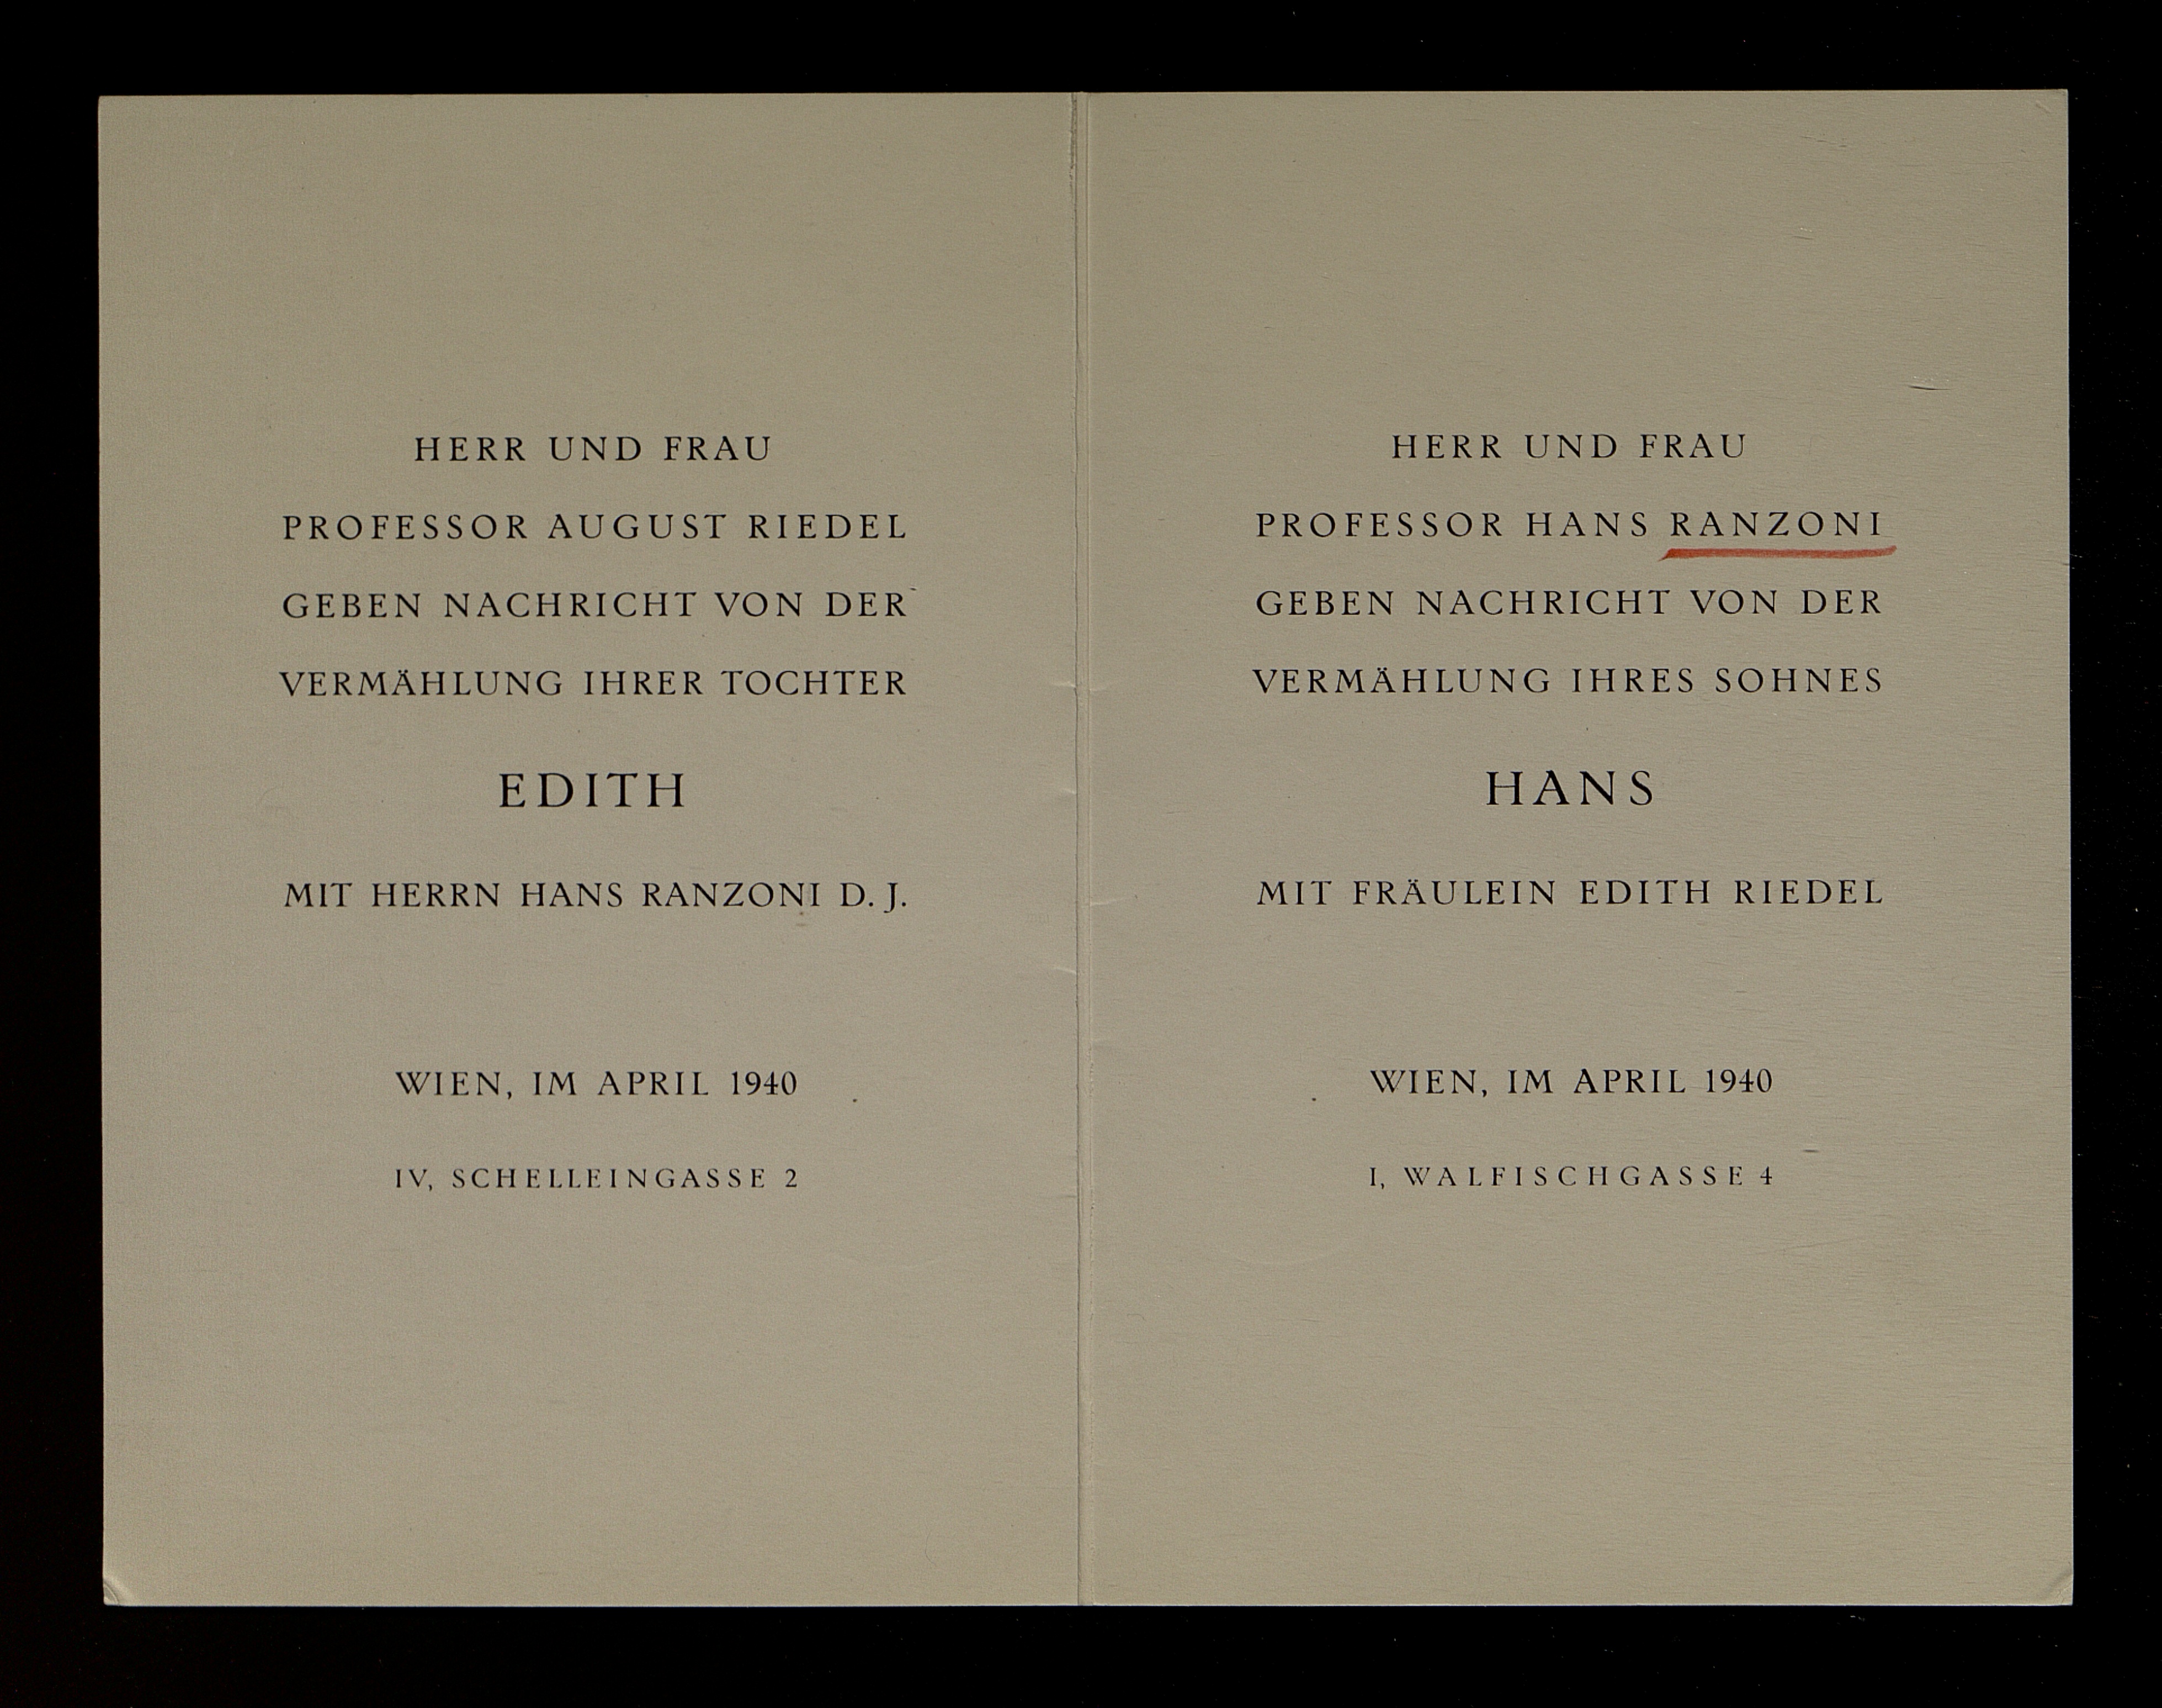 HERR UND FRAU
PROFESSOR AUGUST RIEDEL
GEBEN NACHRICHT VON DER
VERMÄHLUNG IHRER TOCHTER
EDITH
MIT HERRN HANS RANZONI D. J.
WIEN, IM APRIL 1940
IV, SCHELLEINGASSE 2
HERR UND FRAU
PROFESSOR HANS RANZONI
GEBEN NACHRICHT VON DER
VERMÄHLUNG IHRES SOHNES
HANS
MIT FRÄULEIN EDITH RIEDEL
WIEN, IM APRIL 1940
I, WALFISCHGASSE 4